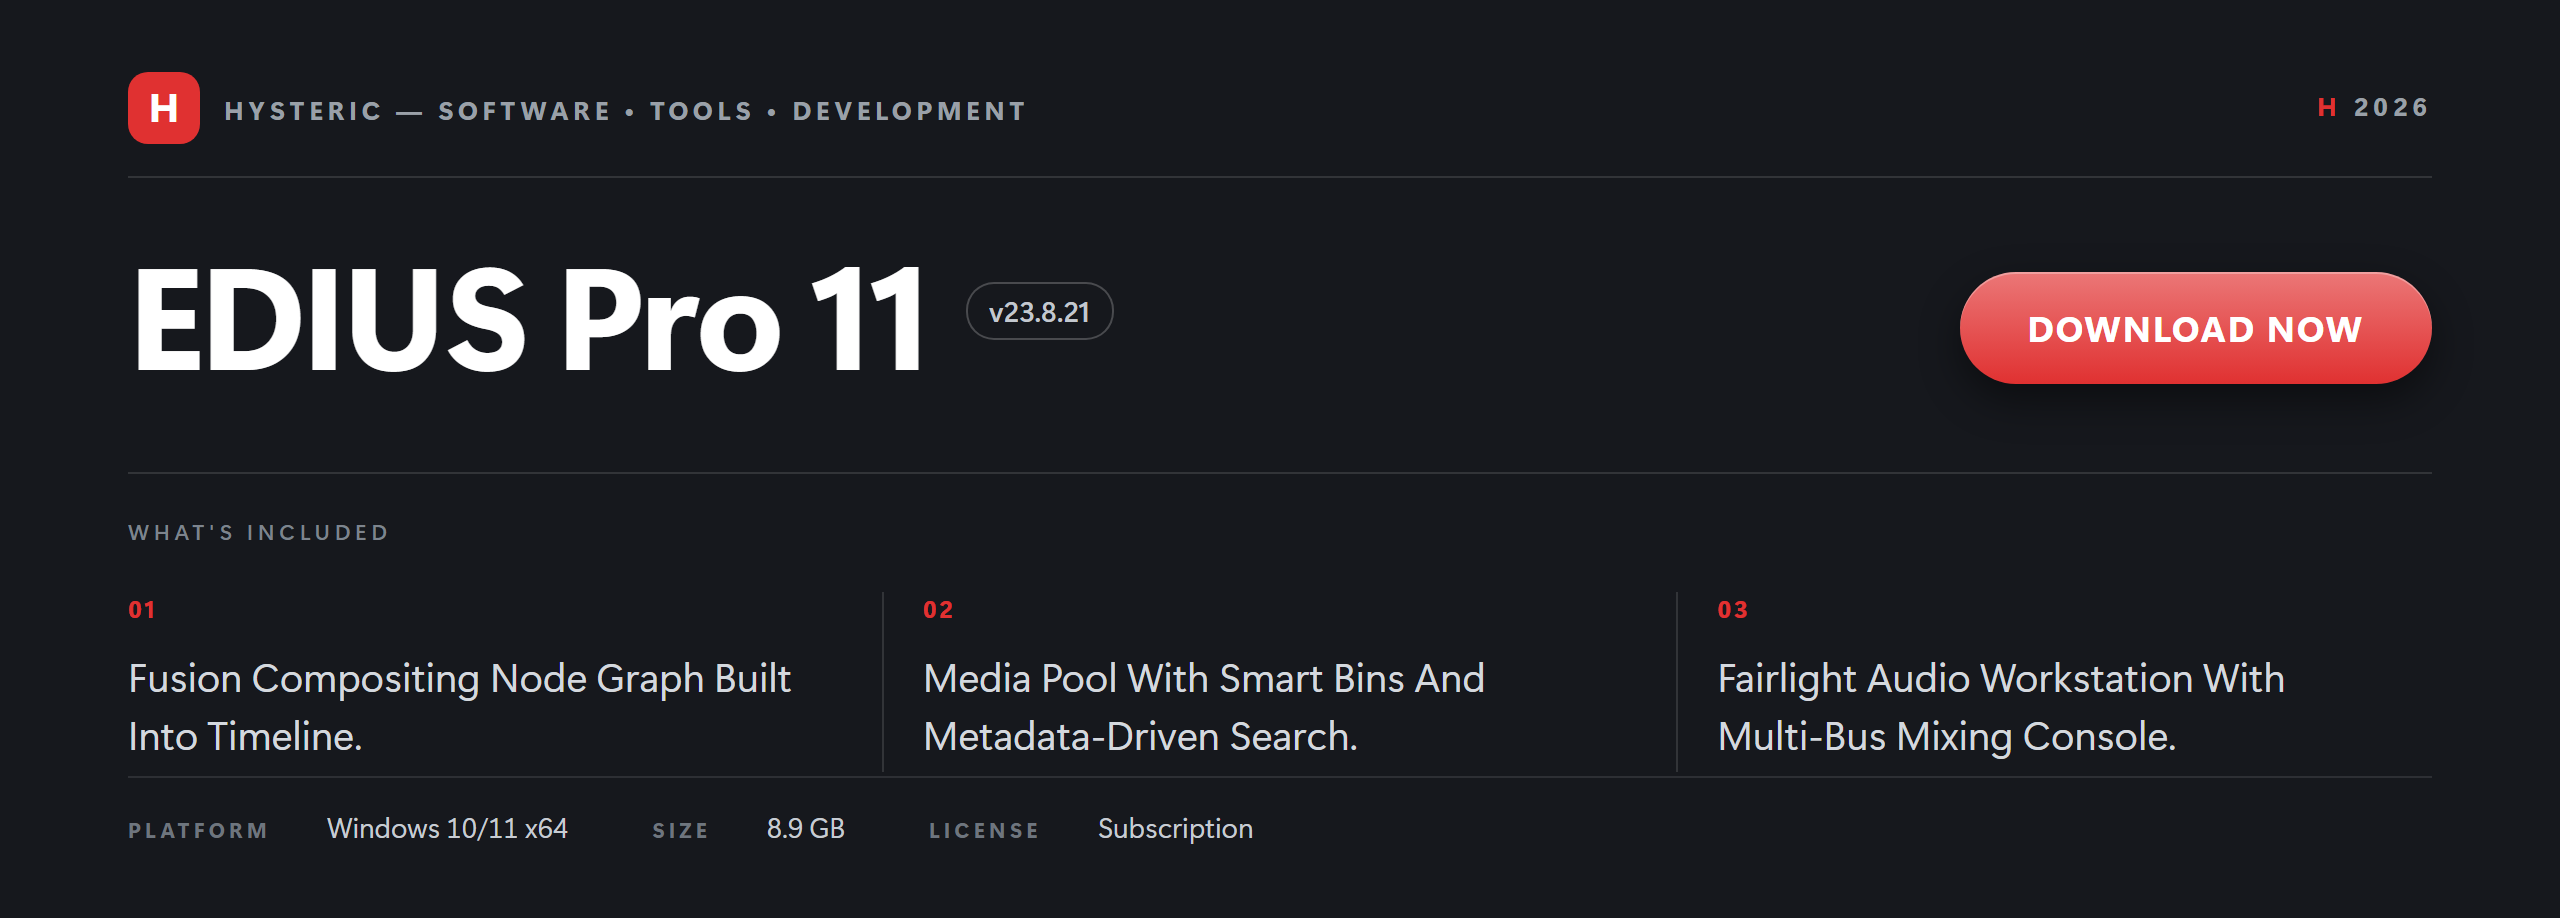 H HYSTERIC — SOFTWARE • TOOLS • DEVELOPMENT
H 2026
EDIUS Pro 11
v23.8.21
DOWNLOAD NOW
WHAT'S INCLUDED
01
Fusion Compositing Node Graph Built
Into Timeline.
02
Media Pool With Smart Bins And
Metadata-Driven Search.
03
Fairlight Audio Workstation With
Multi-Bus Mixing Console.
PLATFORM Windows 10/11 x64 SIZE 8.9 GB LICENSE Subscription